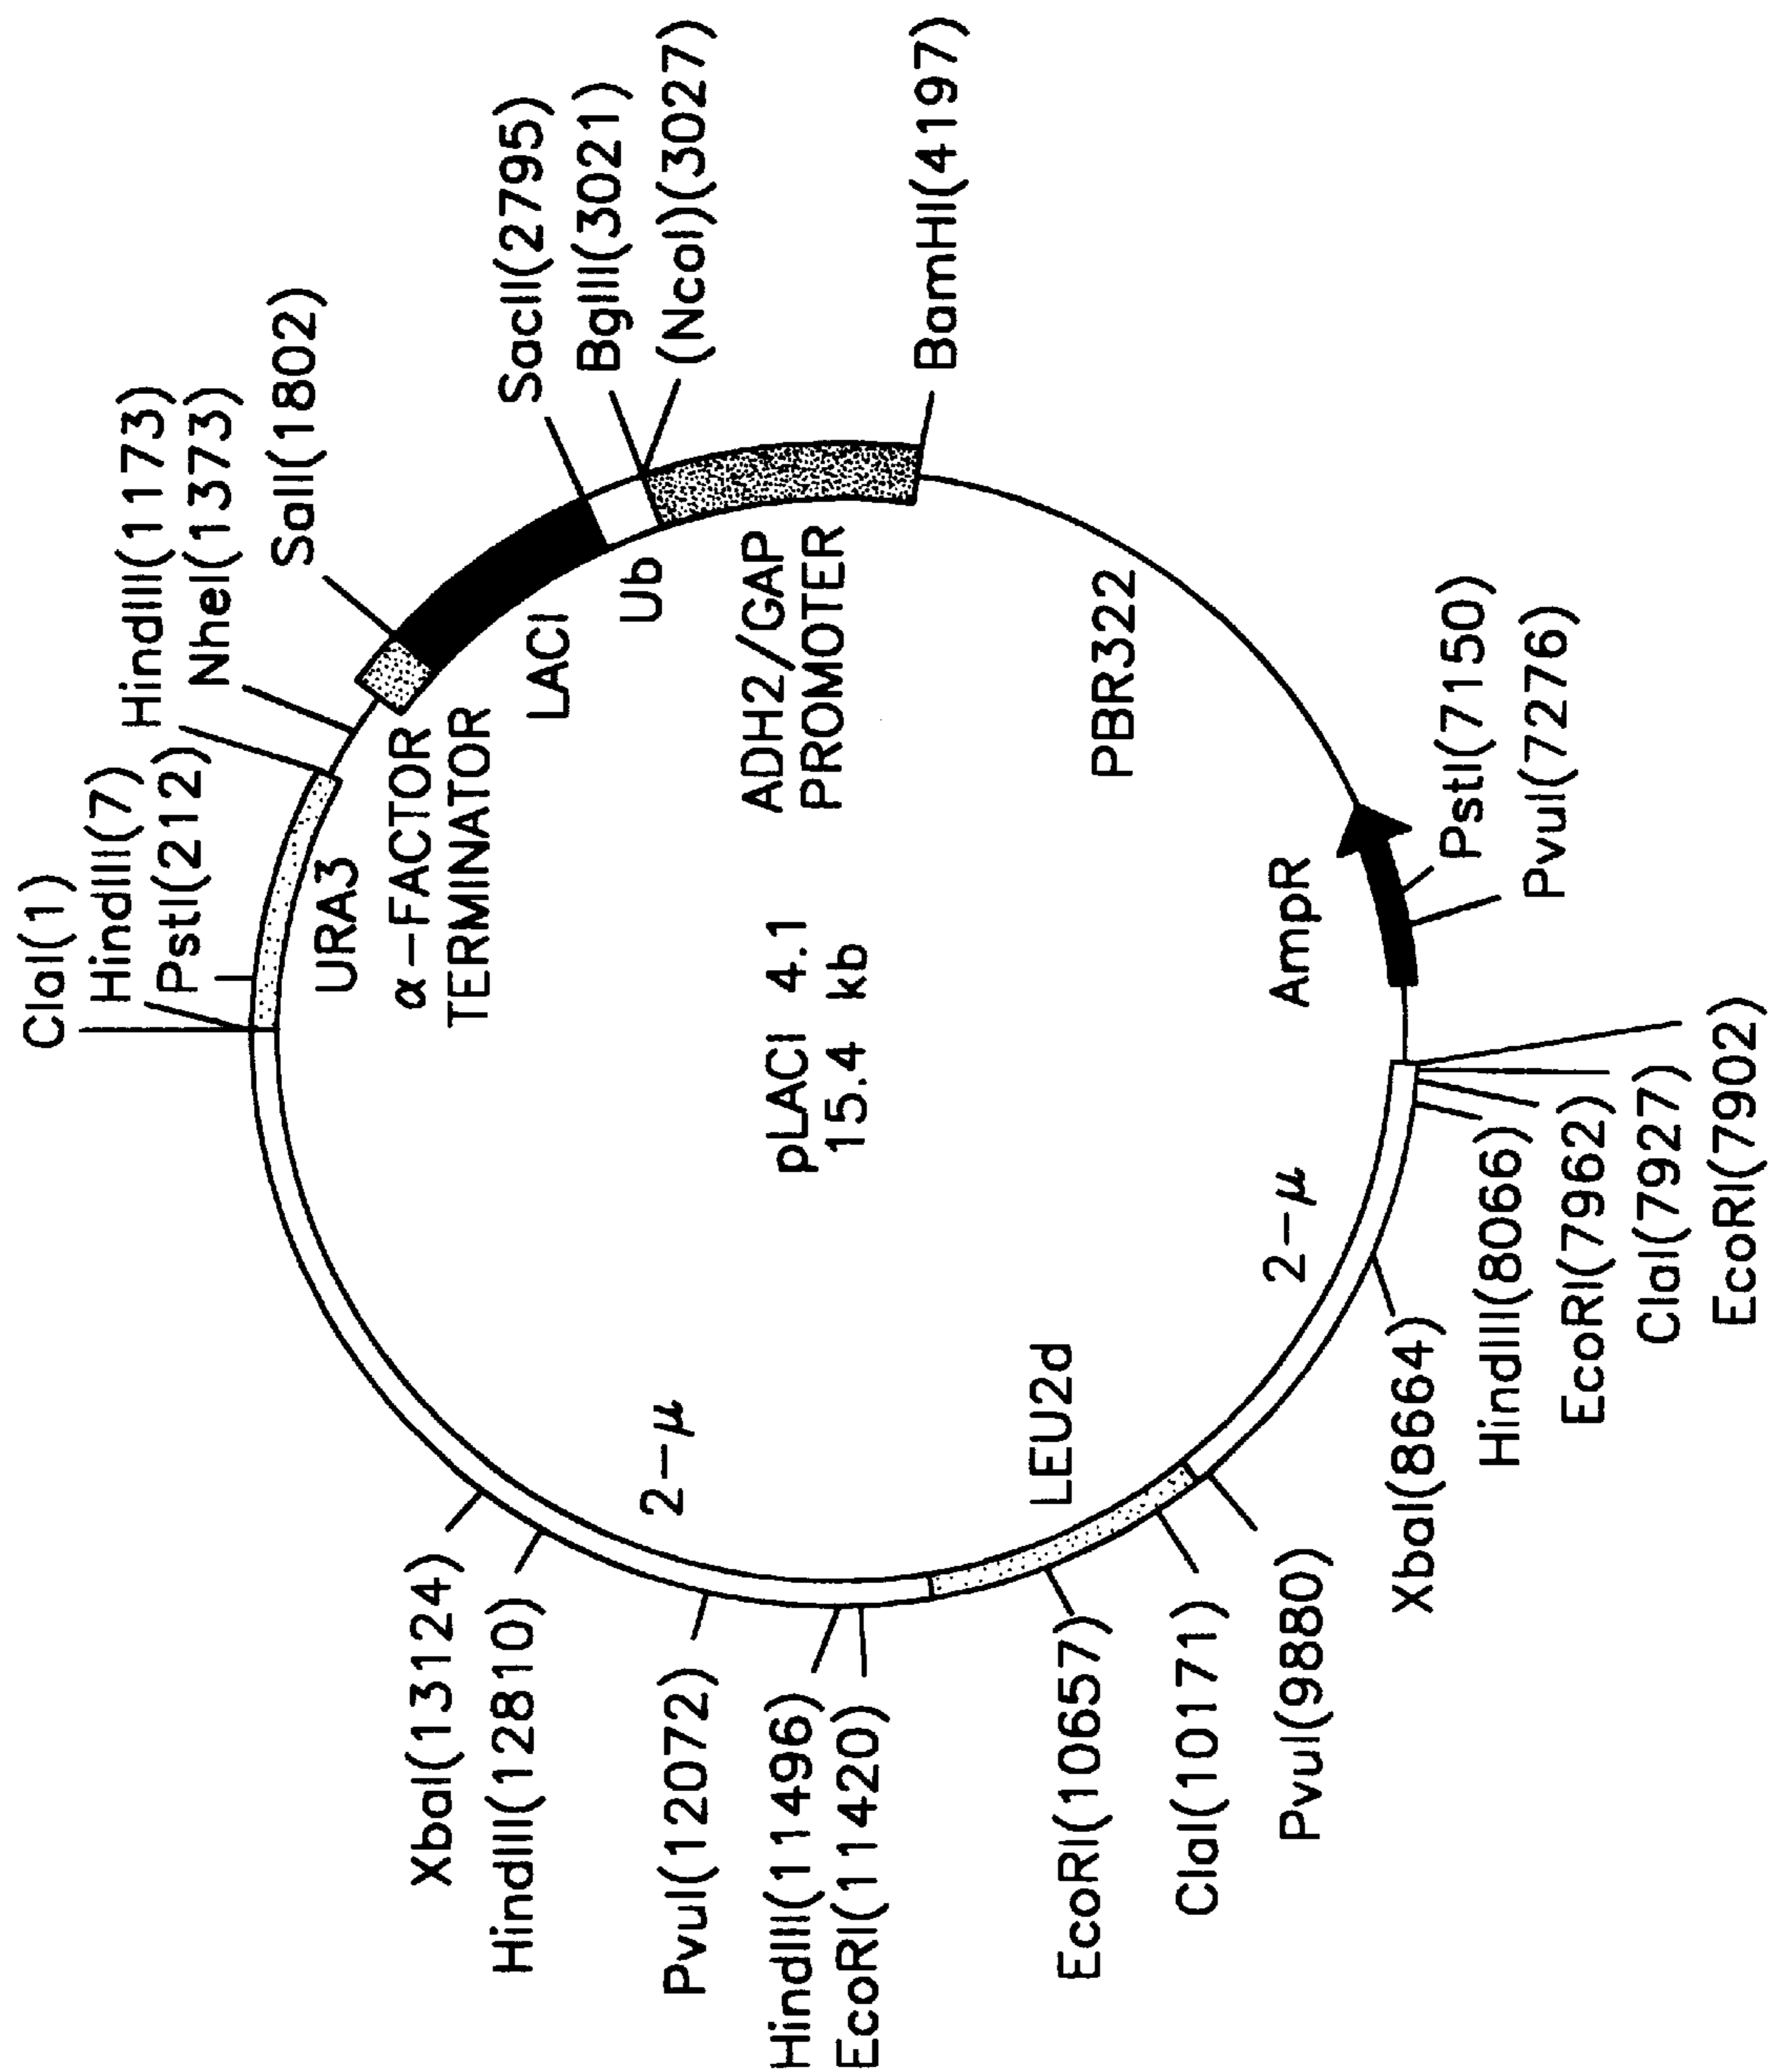 ClaI(1)
HindIII(7)
PstI(212)
HindIII(1173)
NheI(1373)
SalI(1802)
SacII(2795)
BglII(3021)
(NcoI)(3027)
BamHI(4197)
PstI(7150)
PvuI(7276)
EcoRI(7902)
ClaI(7927)
EcoRI(7962)
HindIII(8066)
XbaI(8664)
PvuI(9880)
ClaI(10171)
EcoRI(10657)
EcoRI(11420)
HindIII(11496)
PvuI(12072)
HindIII(12810)
XbaI(13124)
URA3
α-FACTOR
TERMINATOR
LACI
Ub
ADH2/GAP
PROMOTER
PBR322
AmpR
2-μ
LEU2d
2-μ
pLACI 4.1
15.4 kb